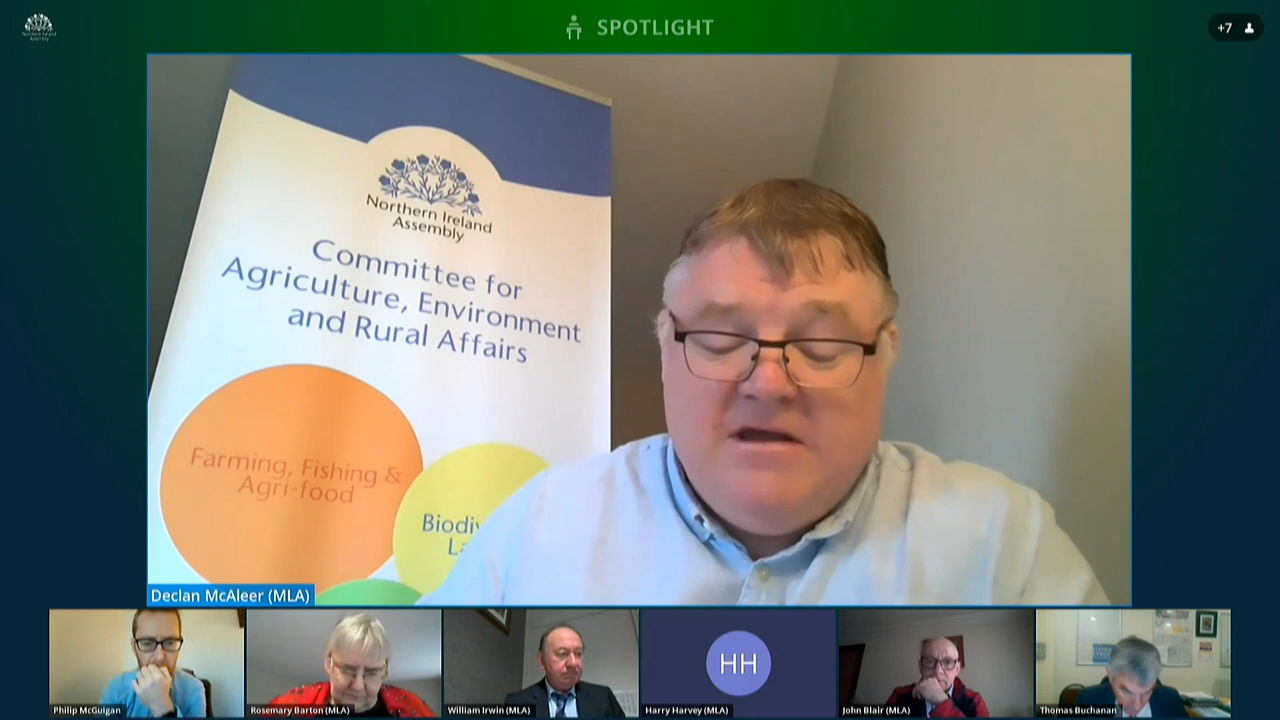 SPOTLIGHT
+7
Northern Ireland
Assembly
Committee for
Agriculture, Environment
and Rural Affairs
Farming, Fishing &
Agri-food
Declan McAleer (MLA)
HH
Philip McGuigan
Rosemary Barton (MLA)
William Irwin (MLA)
Harry Harvey (MLA)
John Blair (MLA)
Thomas Buchanan